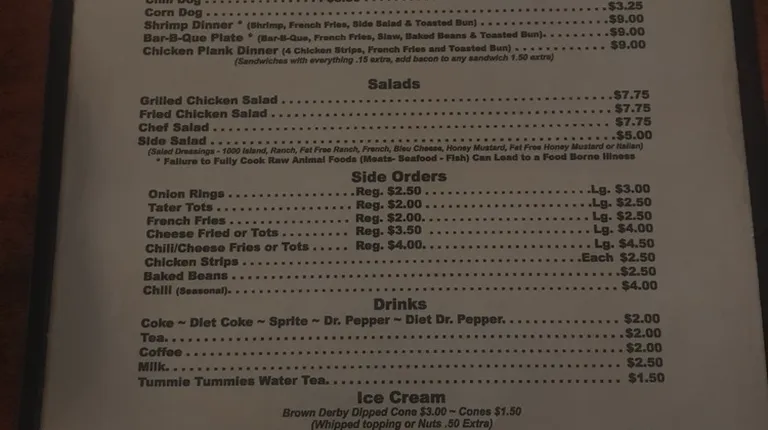 Corn Dog $3.25
Shrimp Dinner * (Shrimp, French Fries, Side Salad & Toasted Bun) $9.00
Bar-B-Que Plate * (Bar-B-Que, French Fries, Slaw, Baked Beans & Toasted Bun) $9.00
Chicken Plank Dinner (4 Chicken Strips, French Fries and Toasted Bun) $9.00
(Sandwiches with everything .15 extra, add bacon to any sandwich 1.50 extra)
Salads
Grilled Chicken Salad $7.75
Fried Chicken Salad $7.75
Chef Salad $7.75
Side Salad $5.00
(Salad Dressings - 1000 Island, Ranch, Fat Free Ranch, French, Bleu Cheese, Honey Mustard, Fat Free Honey Mustard or Italian)
* Failure to Fully Cook Raw Animal Foods (Meats- Seafood - Fish) Can Lead to a Food Borne Illness
Side Orders
Onion Rings Reg. $2.50 Lg. $3.00
Tater Tots Reg. $2.00 Lg. $2.50
French Fries Reg. $2.00 Lg. $2.50
Cheese Fried or Tots Reg. $3.50 Lg. $4.00
Chili/Cheese Fries or Tots Reg. $4.00 Lg. $4.50
Chicken Strips Each $2.50
Baked Beans $2.50
Chili (Seasonal) $4.00
Drinks
Coke ~ Diet Coke ~ Sprite ~ Dr. Pepper ~ Diet Dr. Pepper $2.00
Tea $2.00
Coffee $2.00
Milk $2.50
Tummie Tummies Water Tea $1.50
Ice Cream
Brown Derby Dipped Cone $3.00 ~ Cones $1.50
(Whipped topping or Nuts .50 Extra)